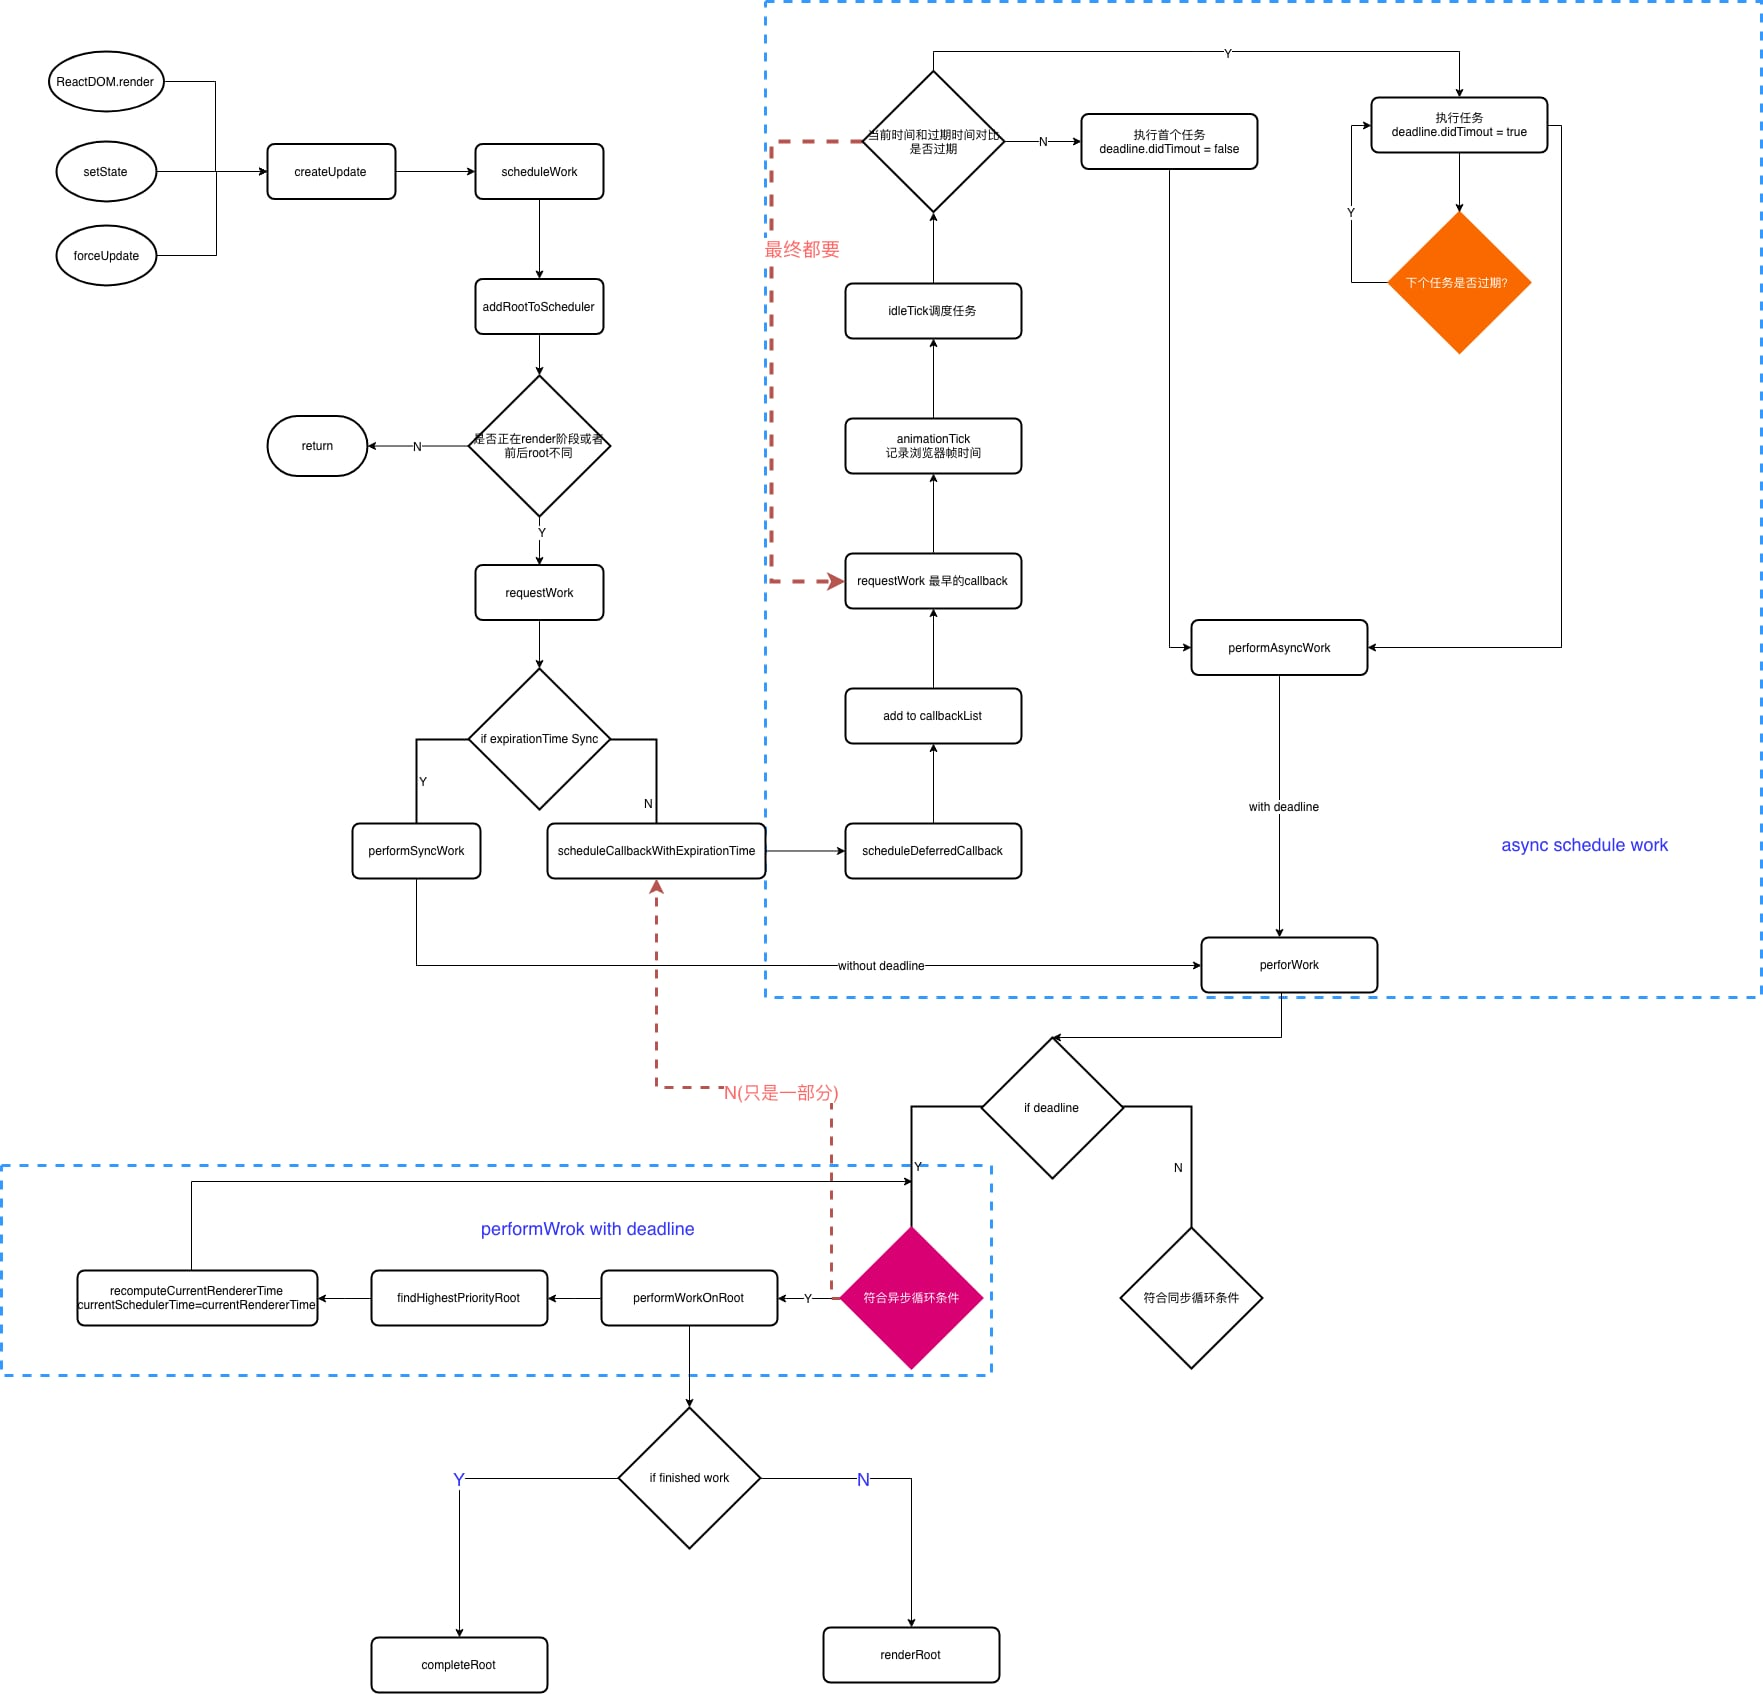 ReactDOM.render
setState
forceUpdate
createUpdate
scheduleWork
addRootToScheduler
是否正在render阶段或者
前后root不同
N
return
Y
requestWork
if expirationTime Sync
Y
N
performSyncWork
scheduleCallbackWithExpirationTime
without deadline
Y
当前时间和过期时间对比
是否过期
N
执行首个任务
deadline.didTimout = false
执行任务
deadline.didTimout = true
Y
下个任务是否过期?
最终都要
idleTick调度任务
animationTick
记录浏览器帧时间
requestWork 最早的callback
add to callbackList
scheduleDeferredCallback
performAsyncWork
with deadline
async schedule work
perforWork
if deadline
N(只是一部分)
Y
N
performWrok with deadline
recomputeCurrentRendererTime
currentSchedulerTime=currentRendererTime
findHighestPriorityRoot
performWorkOnRoot
Y
符合异步循环条件
符合同步循环条件
if finished work
Y
N
completeRoot
renderRoot